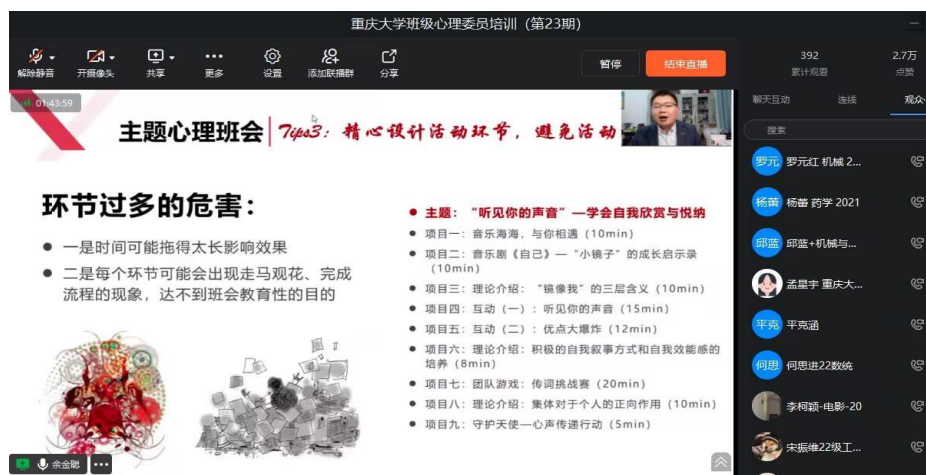 重庆大学班级心理委员培训（第23期）
解除静音
开摄像头
共享
更多
设置
添加联播群
分享
暂停
结束直播
392
累计观看
2.7万
点赞
01:43:59
聊天互动
连线
观众·
搜索
主题心理班会
Tips3：精心设计活动环节，避免活动
环节过多的危害：
● 一是时间可能拖得太长影响效果
● 二是每个环节可能会出现走马观花、完成
流程的现象，达不到班会教育性的目的
● 主题：“听见你的声音”—学会自我欣赏与悦纳
● 项目一：音乐海海，与你相遇（10min）
● 项目二：音乐剧《自己》—“小镜子”的成长启示录
（10min）
● 项目三：理论介绍：“镜像我”的三层含义（10min）
● 项目四：互动（一）：听见你的声音（15min）
● 项目五：互动（二）：优点大爆炸（12min）
● 项目六：理论介绍：积极的自我叙事方式和自我效能感的
培养（8min）
● 项目七：团队游戏：传词挑战赛（20min）
● 项目八：理论介绍：集体对于个人的正向作用（10min）
● 项目九：守护天使—心声传递行动（5min）
余金聪
罗元 罗元红 机械 2...
杨蕾 杨蕾 药学 2021
邱蓝 邱蓝+机械与...
孟星宇 重庆大...
平克 平克涵
何思 何思进22数统
李柯颖-电影-20
宋振维22级工...